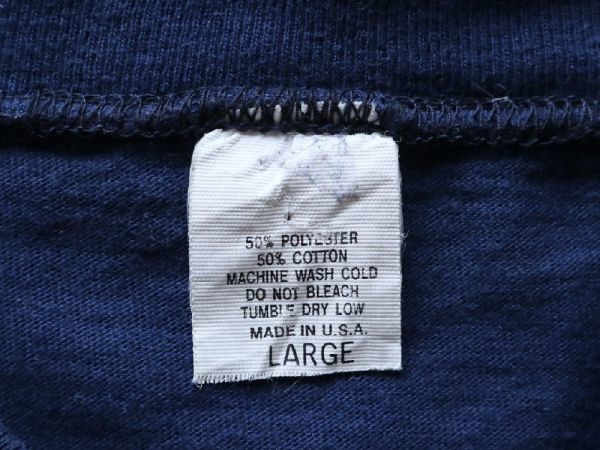 50% POLYESTER
50% COTTON
MACHINE WASH COLD
DO NOT BLEACH
TUMBLE DRY LOW
MADE IN U.S.A.
LARGE